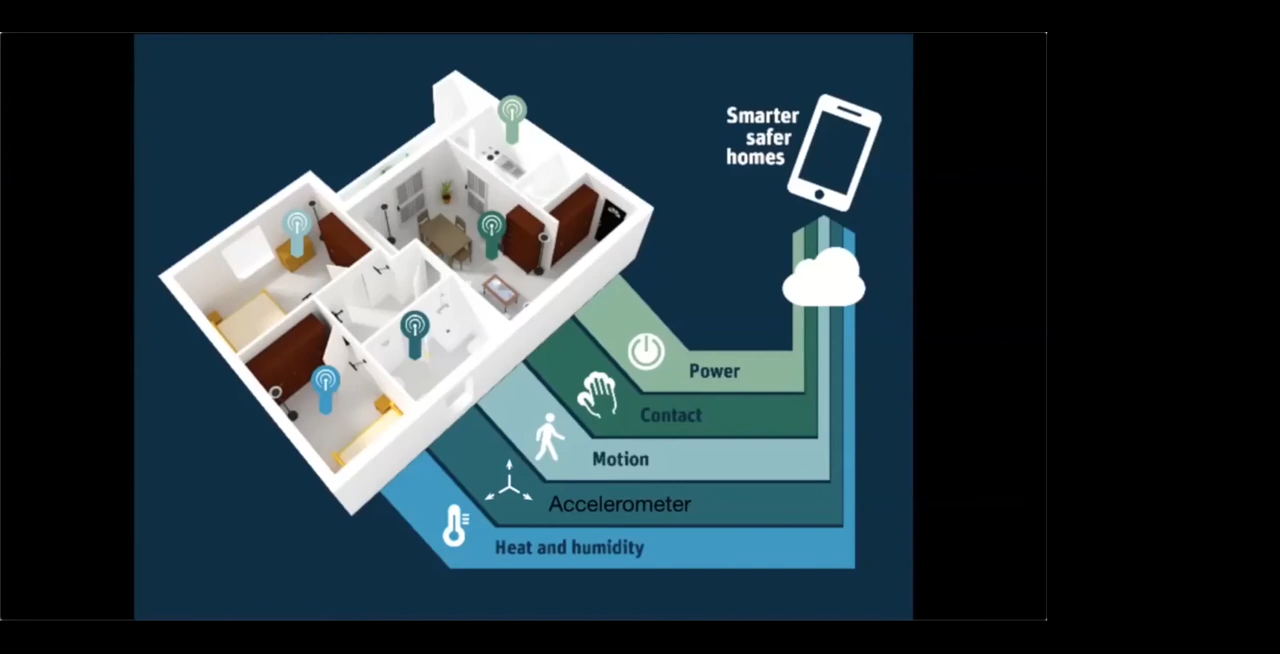 Smarter
safer
homes
Power
Contact
Motion
Accelerometer
Heat and humidity